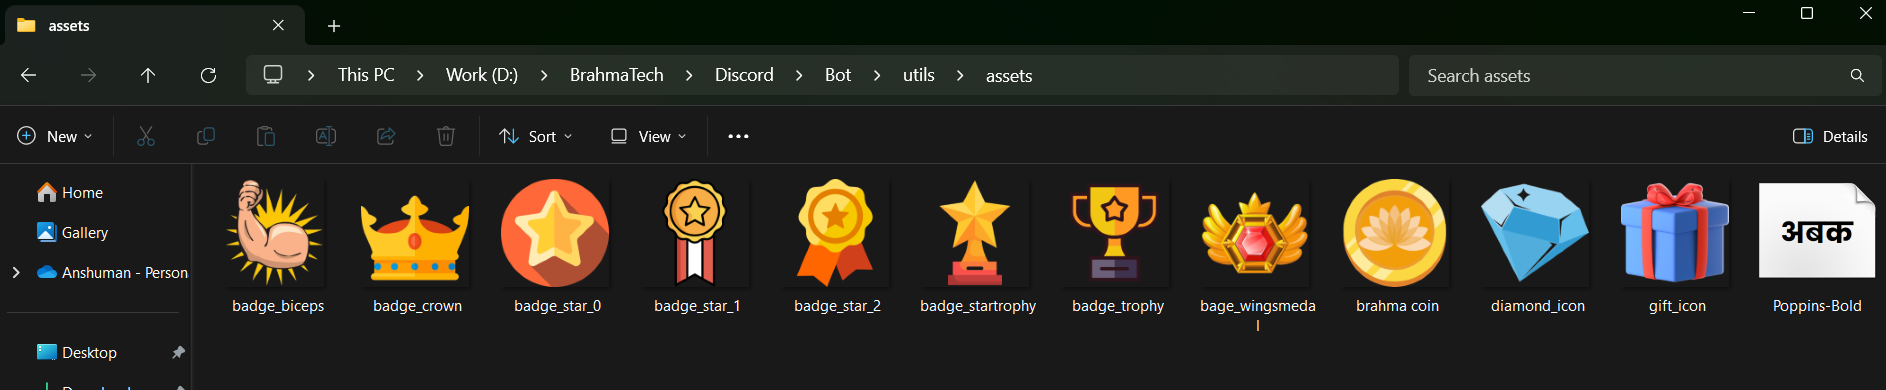 assets
This PC > Work (D:) > BrahmaTech > Discord > Bot > utils > assets
Search assets
New
Sort
View
Details
Home
Gallery
Anshuman - Person
Desktop
badge_biceps
badge_crown
badge_star_0
badge_star_1
badge_star_2
badge_startrophy
badge_trophy
bage_wingsmeda
l
brahma coin
diamond_icon
gift_icon
अबक
Poppins-Bold